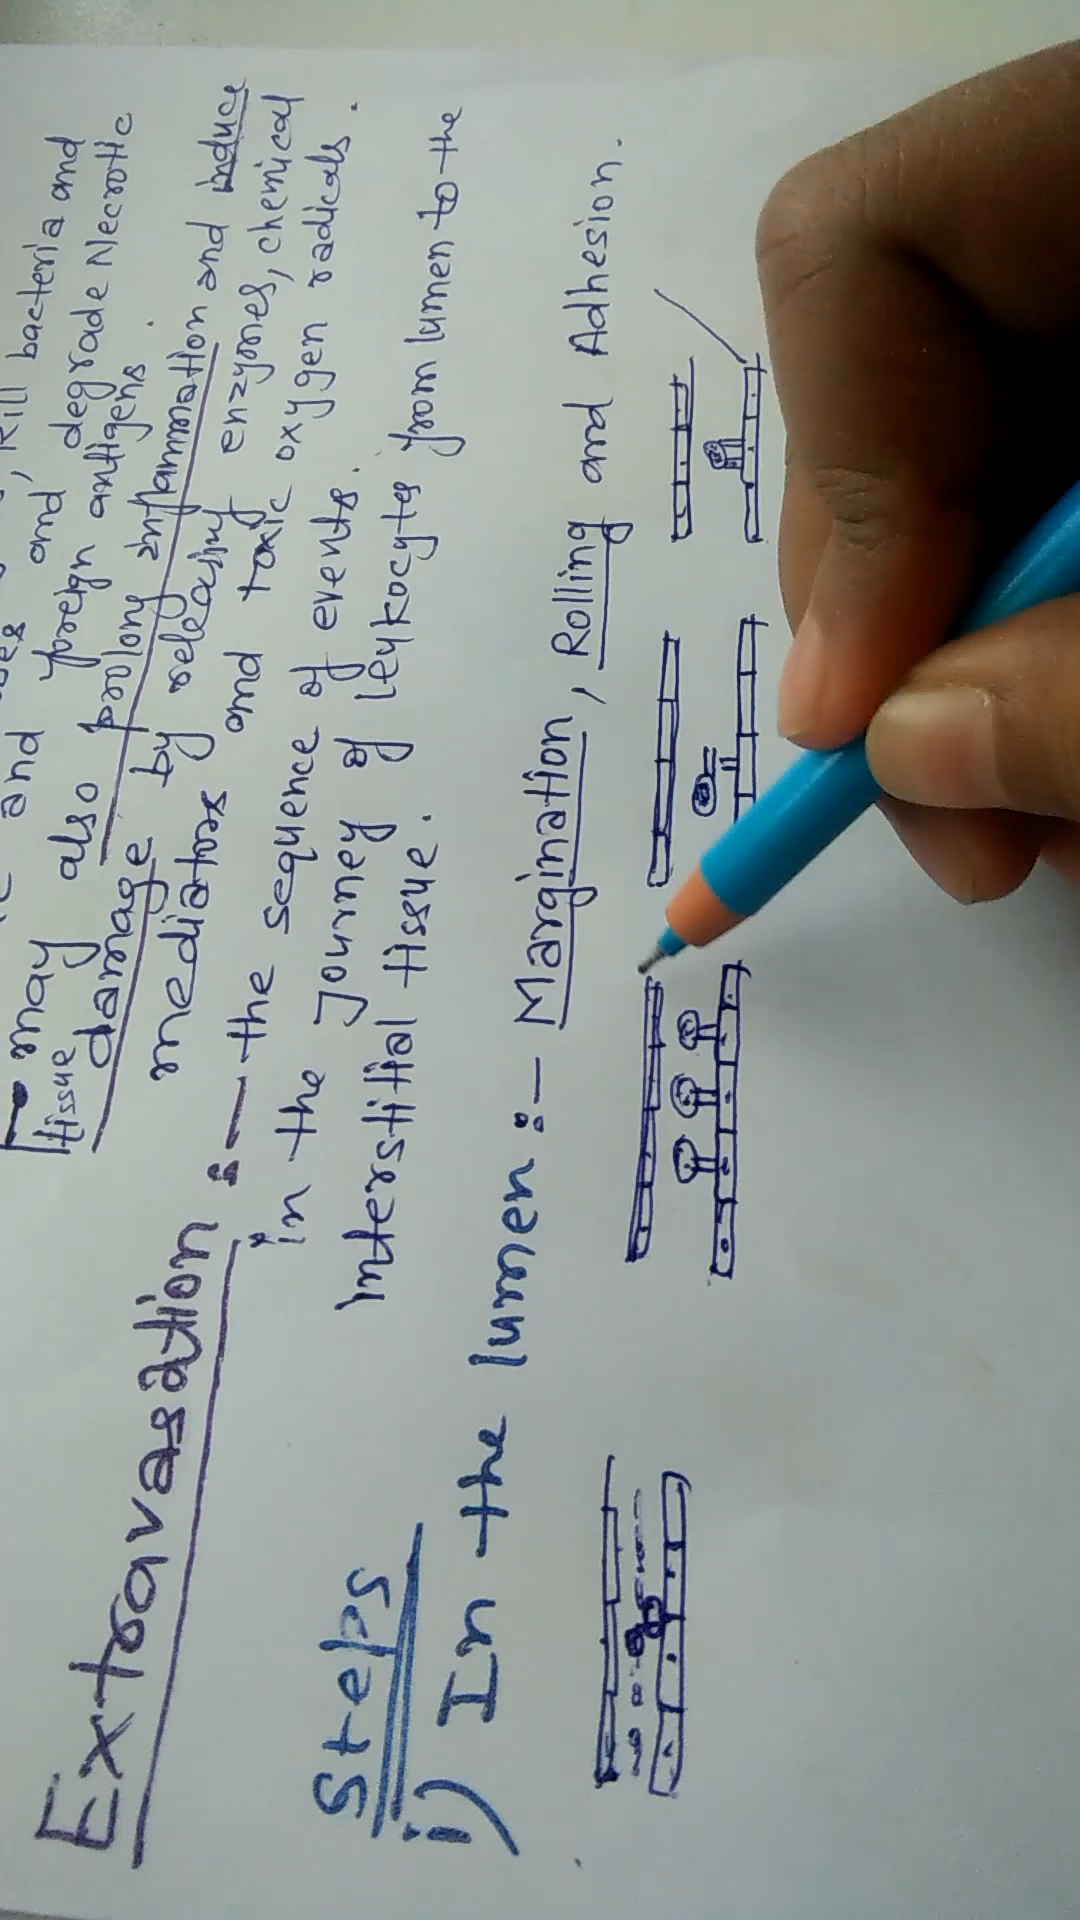 and
, kill bacteria and
and degrade Necrotic
foreign antigens.
→ may also prolong inflammation and induce
tissue damage by releasing enzymes, chemical
mediators and toxic oxygen radicals.
Extravasation :— the sequence of events
in the Journey of leukocytes from lumen to the
Interstitial tissue.
Steps
i) In the lumen :— Margination, Rolling and Adhesion.